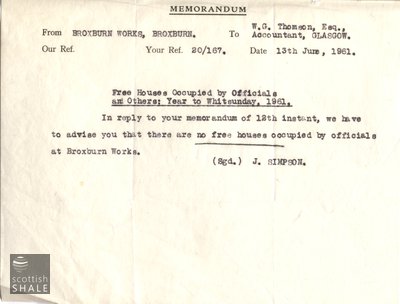 MEMORANDUM
From BROXBURN WORKS, BROXBURN. To W.G. Thomson, Esq.,
Accountant, GLASGOW.
Our Ref. Your Ref. 20/167. Date 13th June, 1961.
Free Houses Occupied by Officials
and Others: Year to Whitsunday, 1961.
In reply to your memorandum of 12th instant, we have
to advise you that there are no free houses occupied by officials
at Broxburn Works.
(Sgd.) J. SIMPSON.
scottish
SHALE